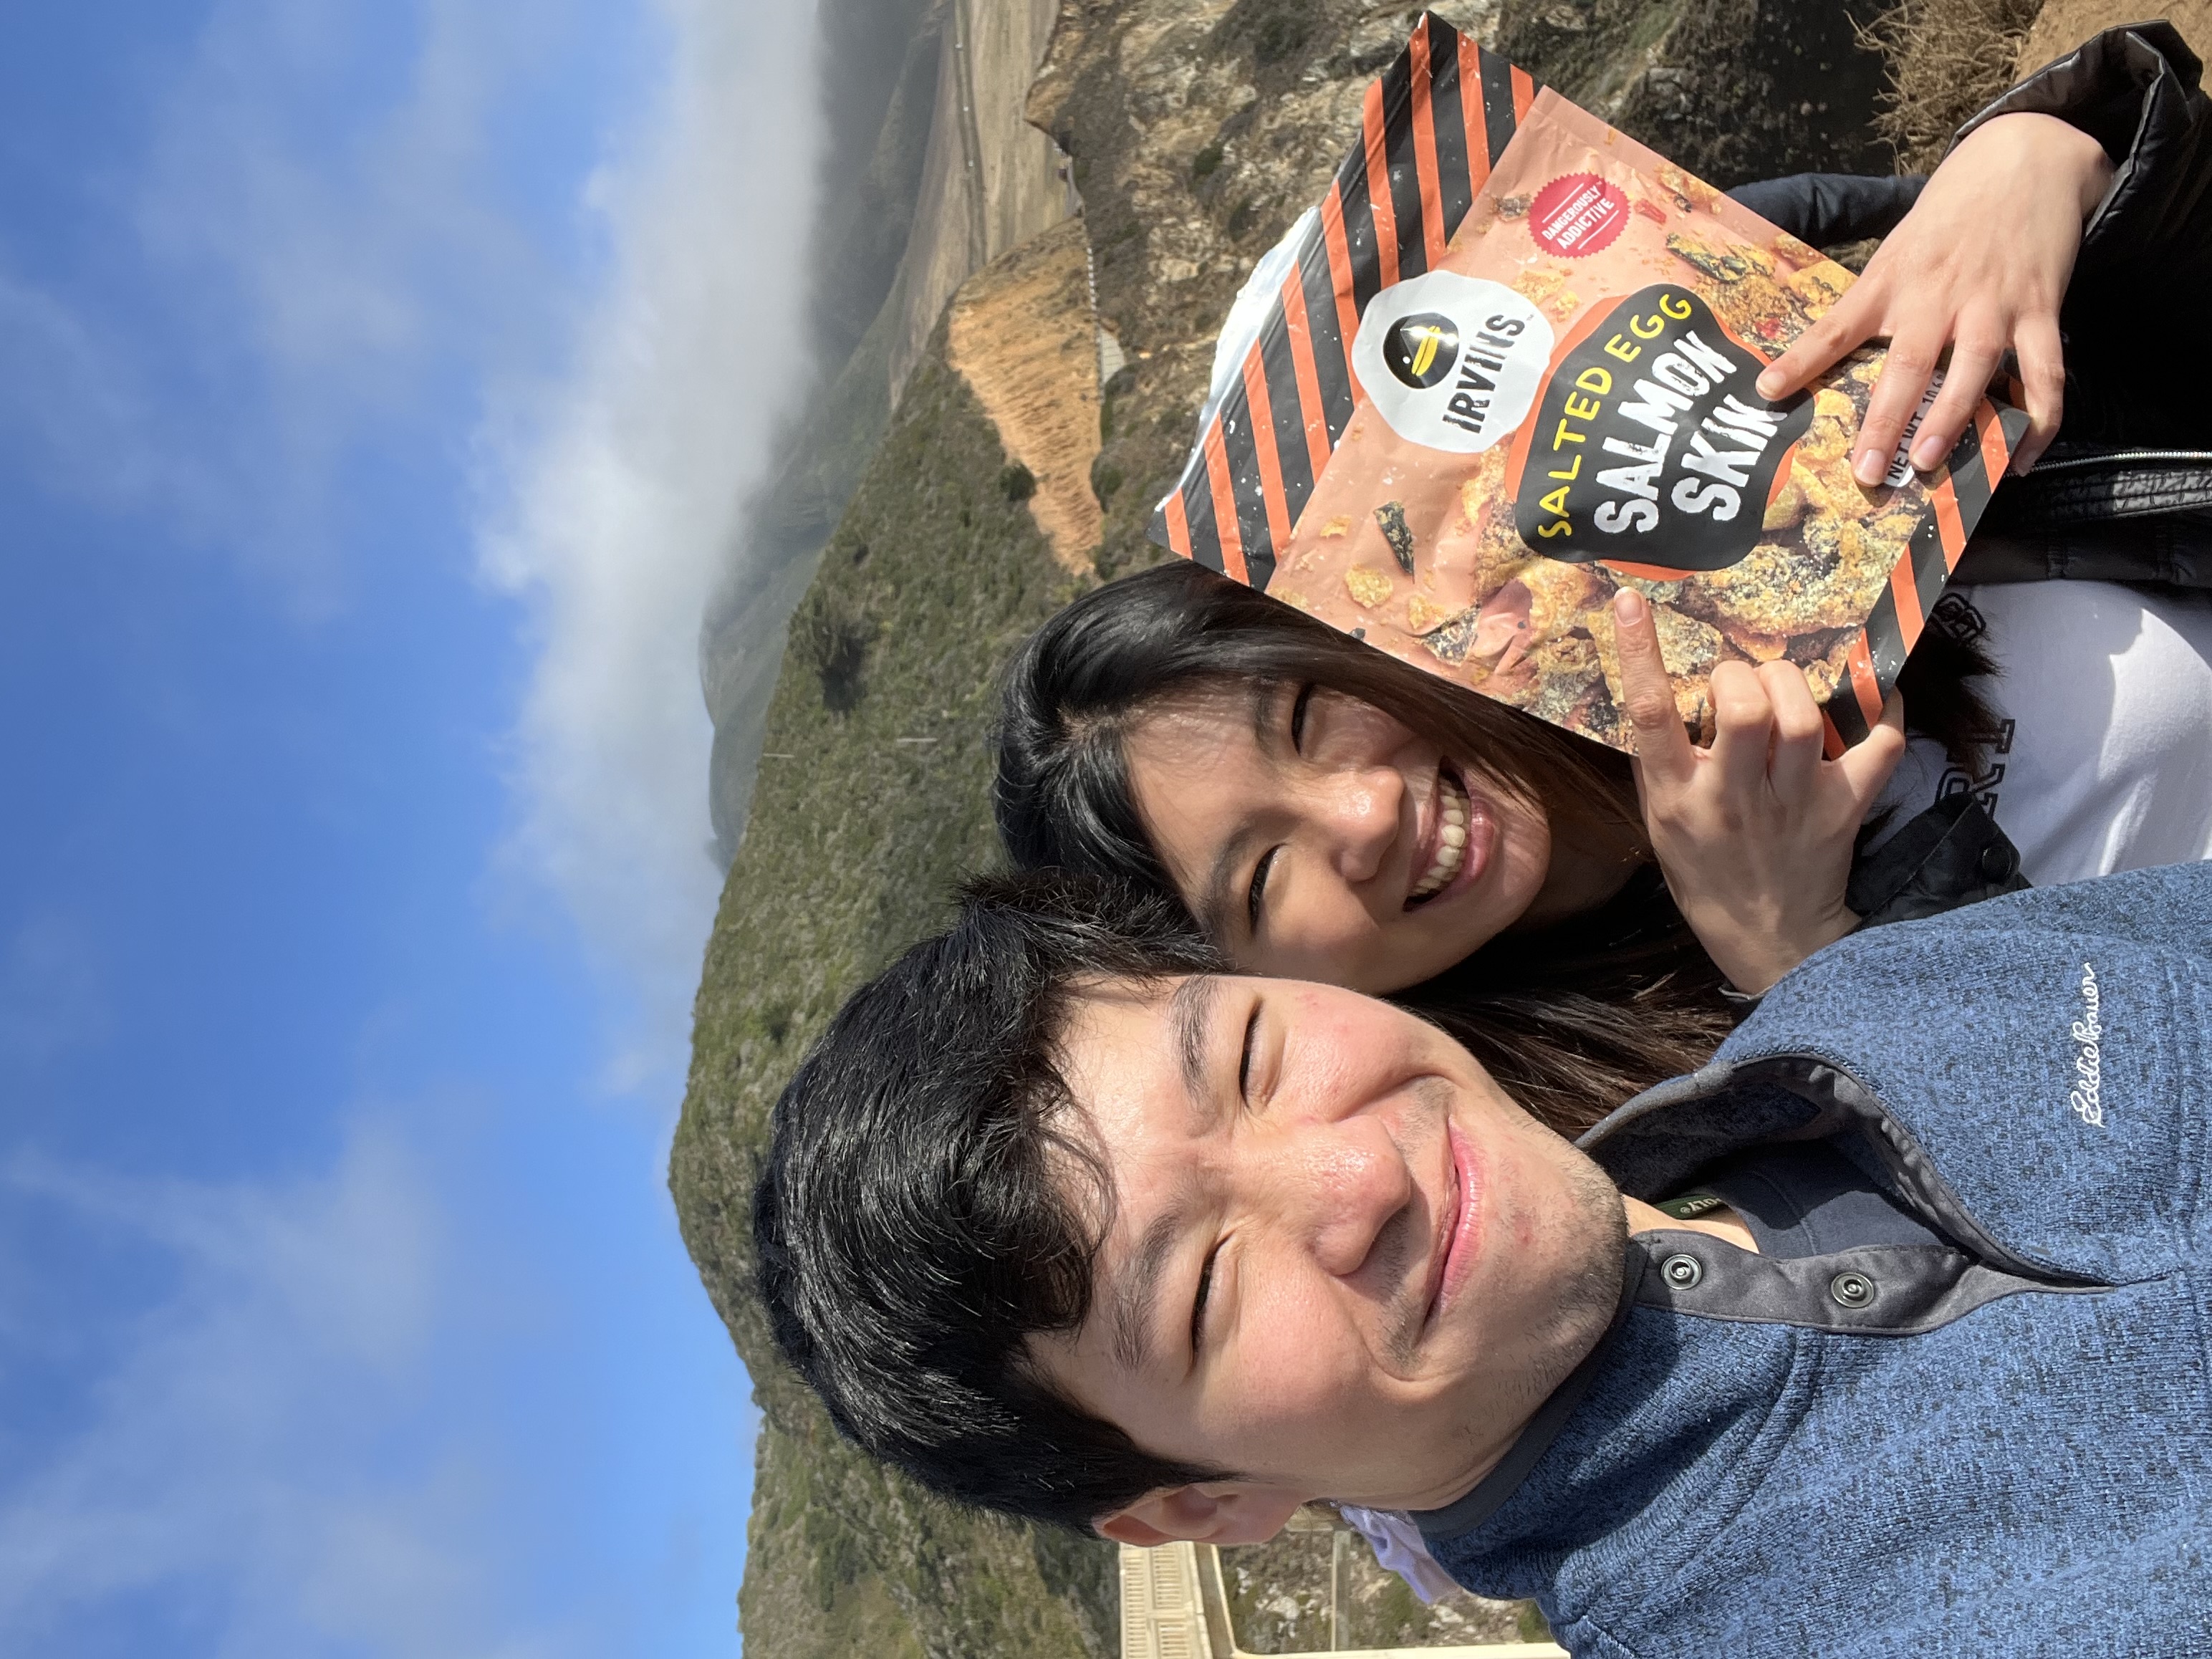 IRVINS
SALTED EGG
SALMON
SKIN
DANGEROUSLY
ADDICTIVE
NET WT.
Eddie Bauer